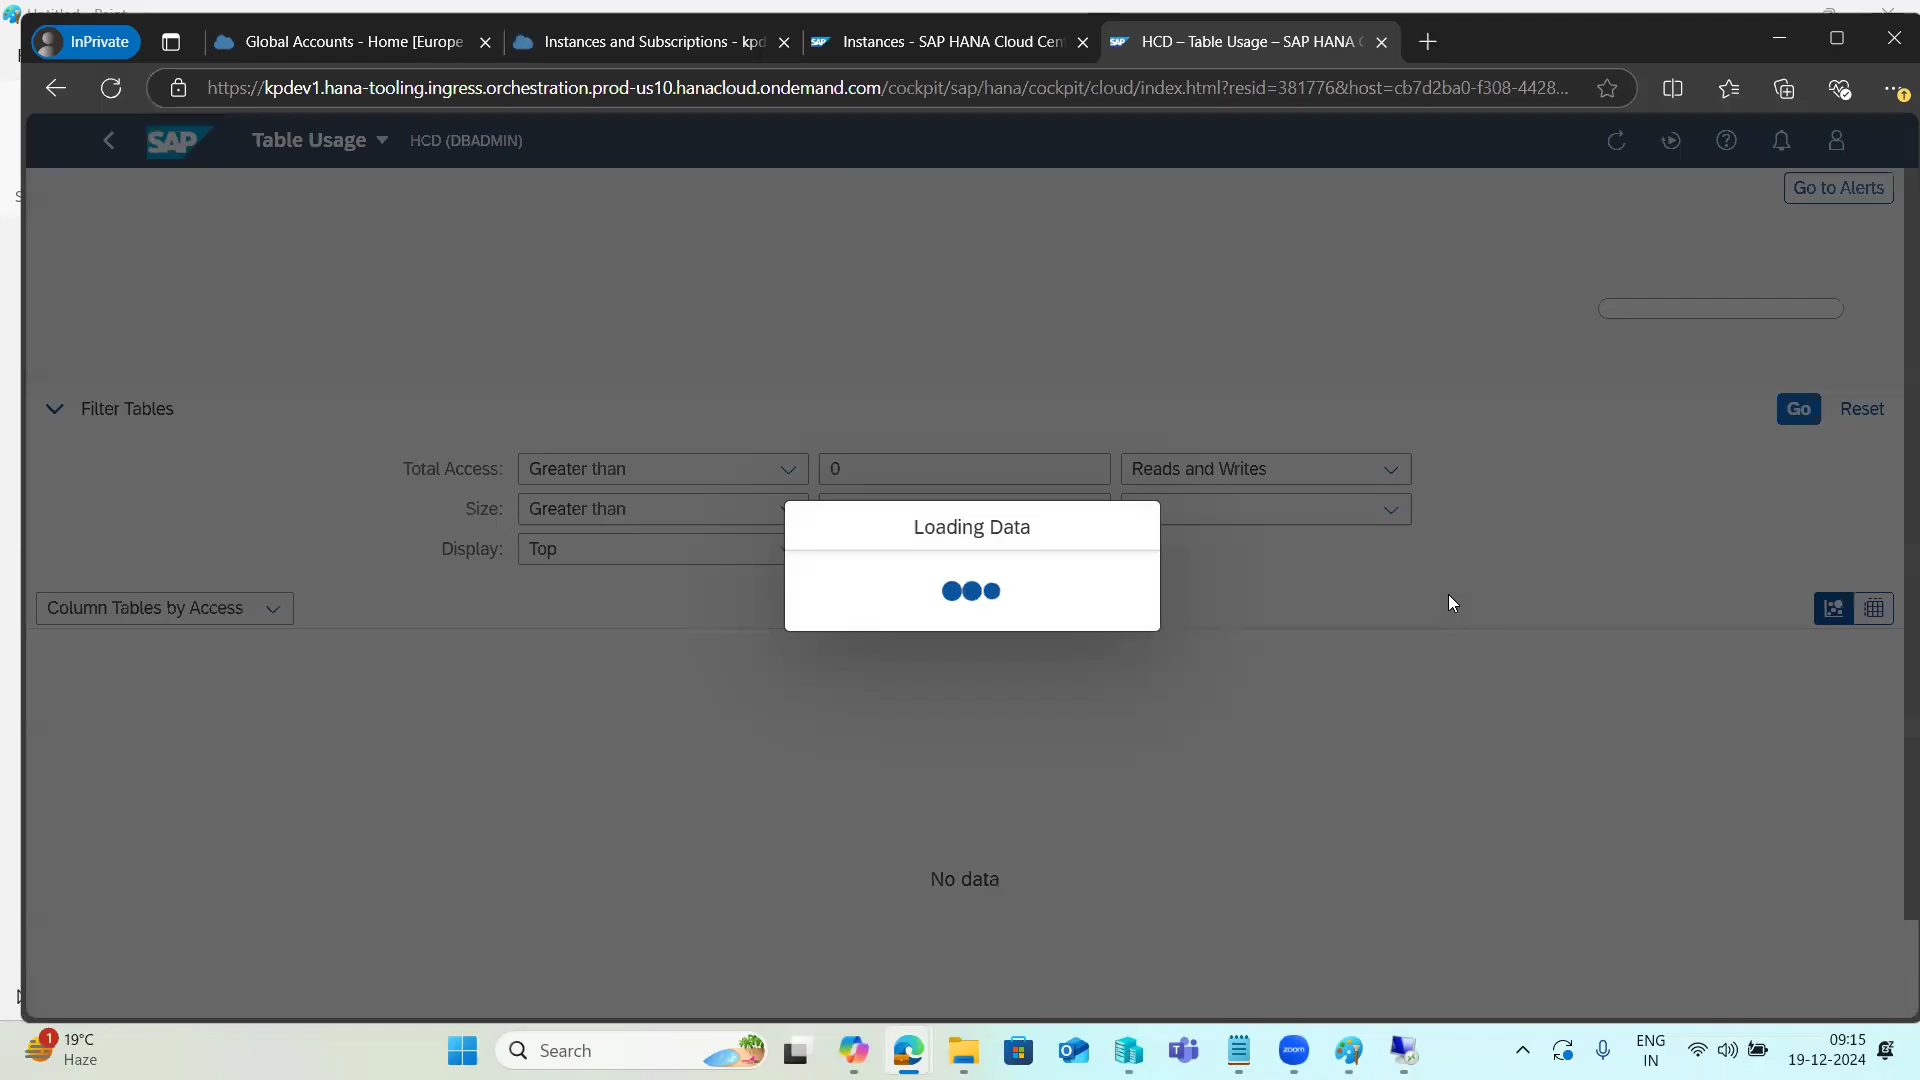 InPrivate
Global Accounts - Home [Europe
Instances and Subscriptions - kpd
Instances - SAP HANA Cloud Cen
HCD – Table Usage – SAP HANA C
https://kpdev1.hana-tooling.ingress.orchestration.prod-us10.hanacloud.ondemand.com/cockpit/sap/hana/cockpit/cloud/index.html?resid=381776&host=cb7d2ba0-f308-4428...
SAP
Table Usage
HCD (DBADMIN)
Go to Alerts
Filter Tables
Go
Reset
Total Access:
Greater than
0
Reads and Writes
Size:
Greater than
Display:
Top
Loading Data
Column Tables by Access
No data
1
19°C
Haze
Search
zoom
ENG
IN
09:15
19-12-2024